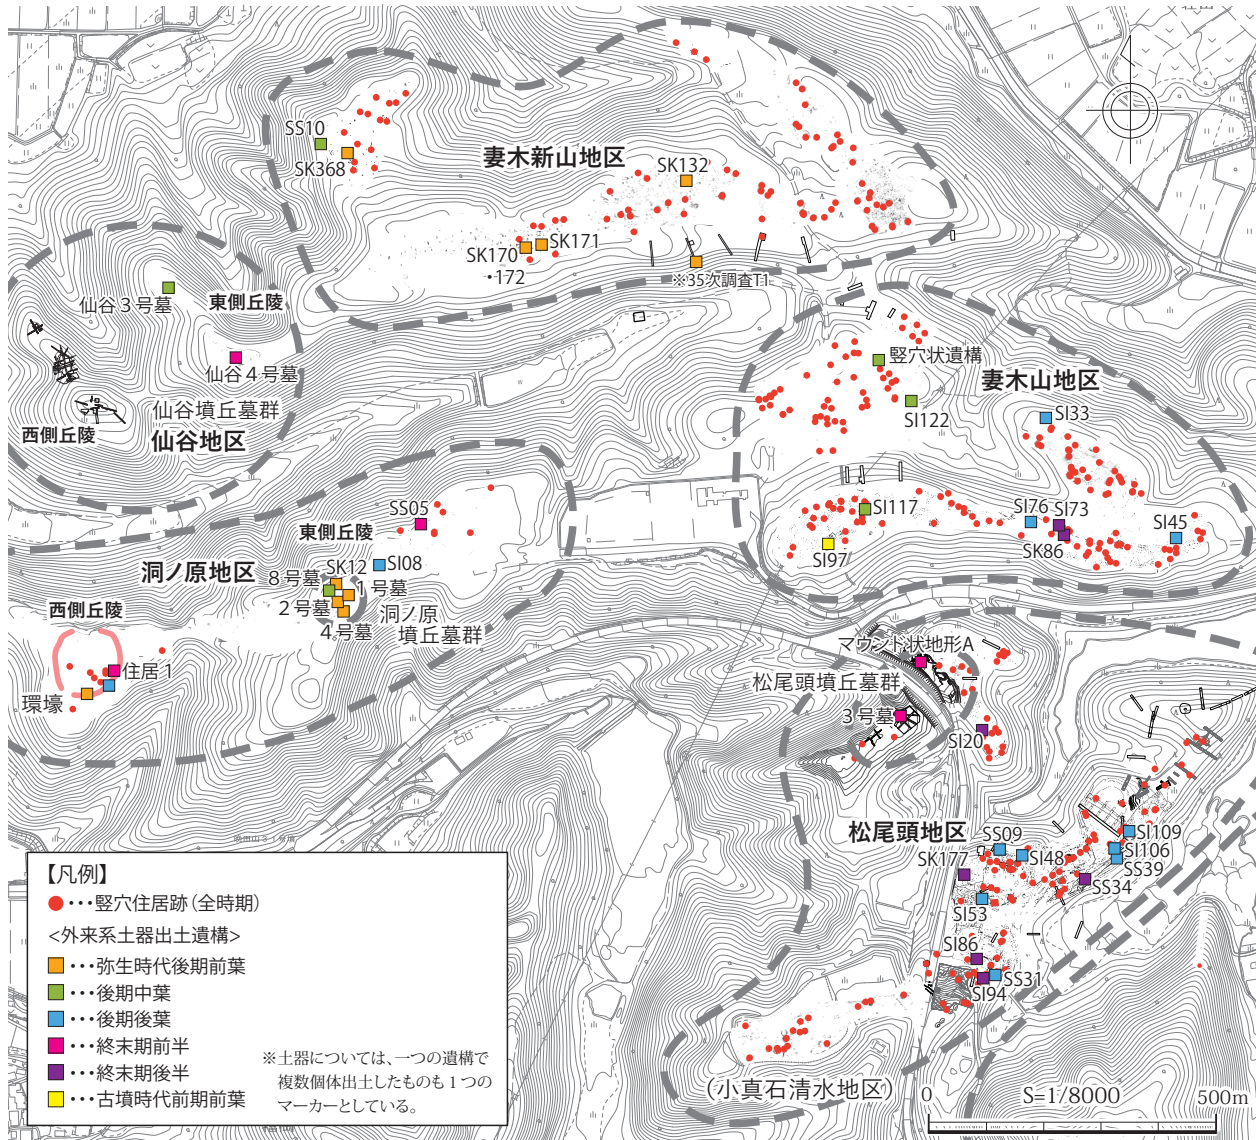 SS10
SK368
妻木新山地区
SK132
SK171
SK170
・172
※35次調査T1
仙谷３号墓
東側丘陵
仙谷４号墓
仙谷墳丘墓群
西側丘陵
仙谷地区
竪穴状遺構
妻木山地区
SI122
SI33
SS05
東側丘陵
SI117
SI76
SI73
SI45
SK86
SI97
SI08
洞ノ原地区
SK12
８号墓
１号墓
２号墓
４号墓
洞ノ原
墳丘墓群
西側丘陵
住居１
環壕
マウンド状地形A
松尾頭墳丘墓群
３号墓
SI20
松尾頭地区
SS09
SI109
SI48
SI106
SK177
SS39
SS34
SI53
SI86
SS31
SI94
(小真石清水地区)
【凡例】
・・・竪穴住居跡（全時期）
<外来系土器出土遺構>
・・・弥生時代後期前葉
・・・後期中葉
・・・後期後葉
・・・終末期前半
・・・終末期後半
・・・古墳時代前期前葉
※土器については、一つの遺構で
複数個体出土したものも１つの
マーカーとしている。
0
S=1/8000
500m